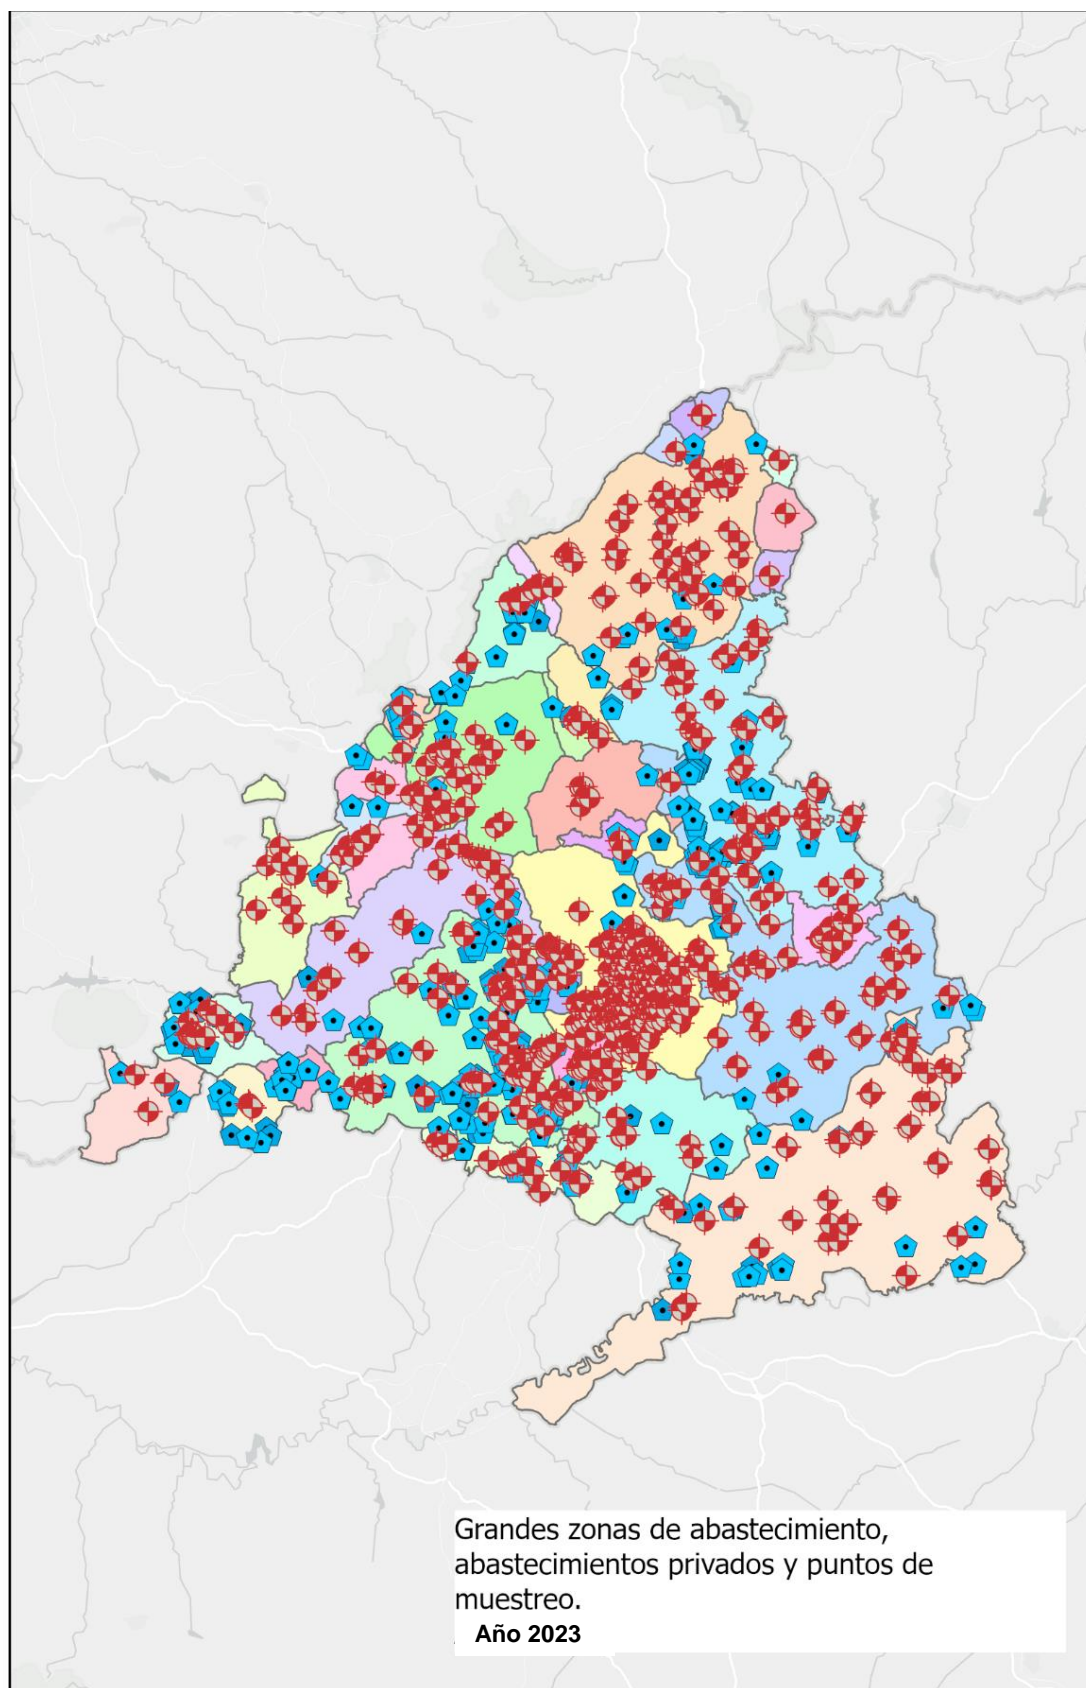 Grandes zonas de abastecimiento,
abastecimientos privados y puntos de
muestreo.
Año 2023